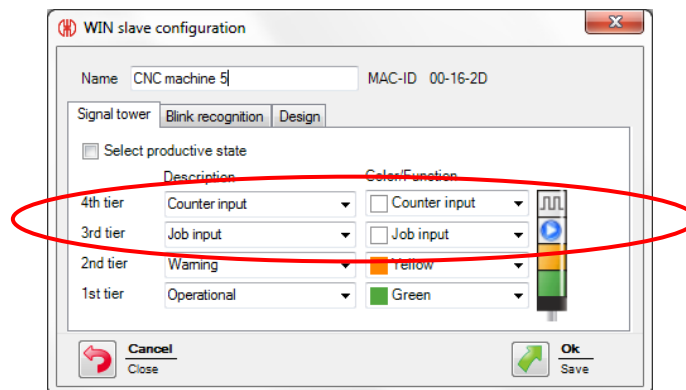 WIN slave configuration
Name CNC machine 5 MAC-ID 00-16-2D
Signal tower Blink recognition Design
Select productive state
Description Color/Function
4th tier Counter input Counter input
3rd tier Job input Job input
2nd tier Warning Yellow
1st tier Operational Green
Cancel Ok
Close Save